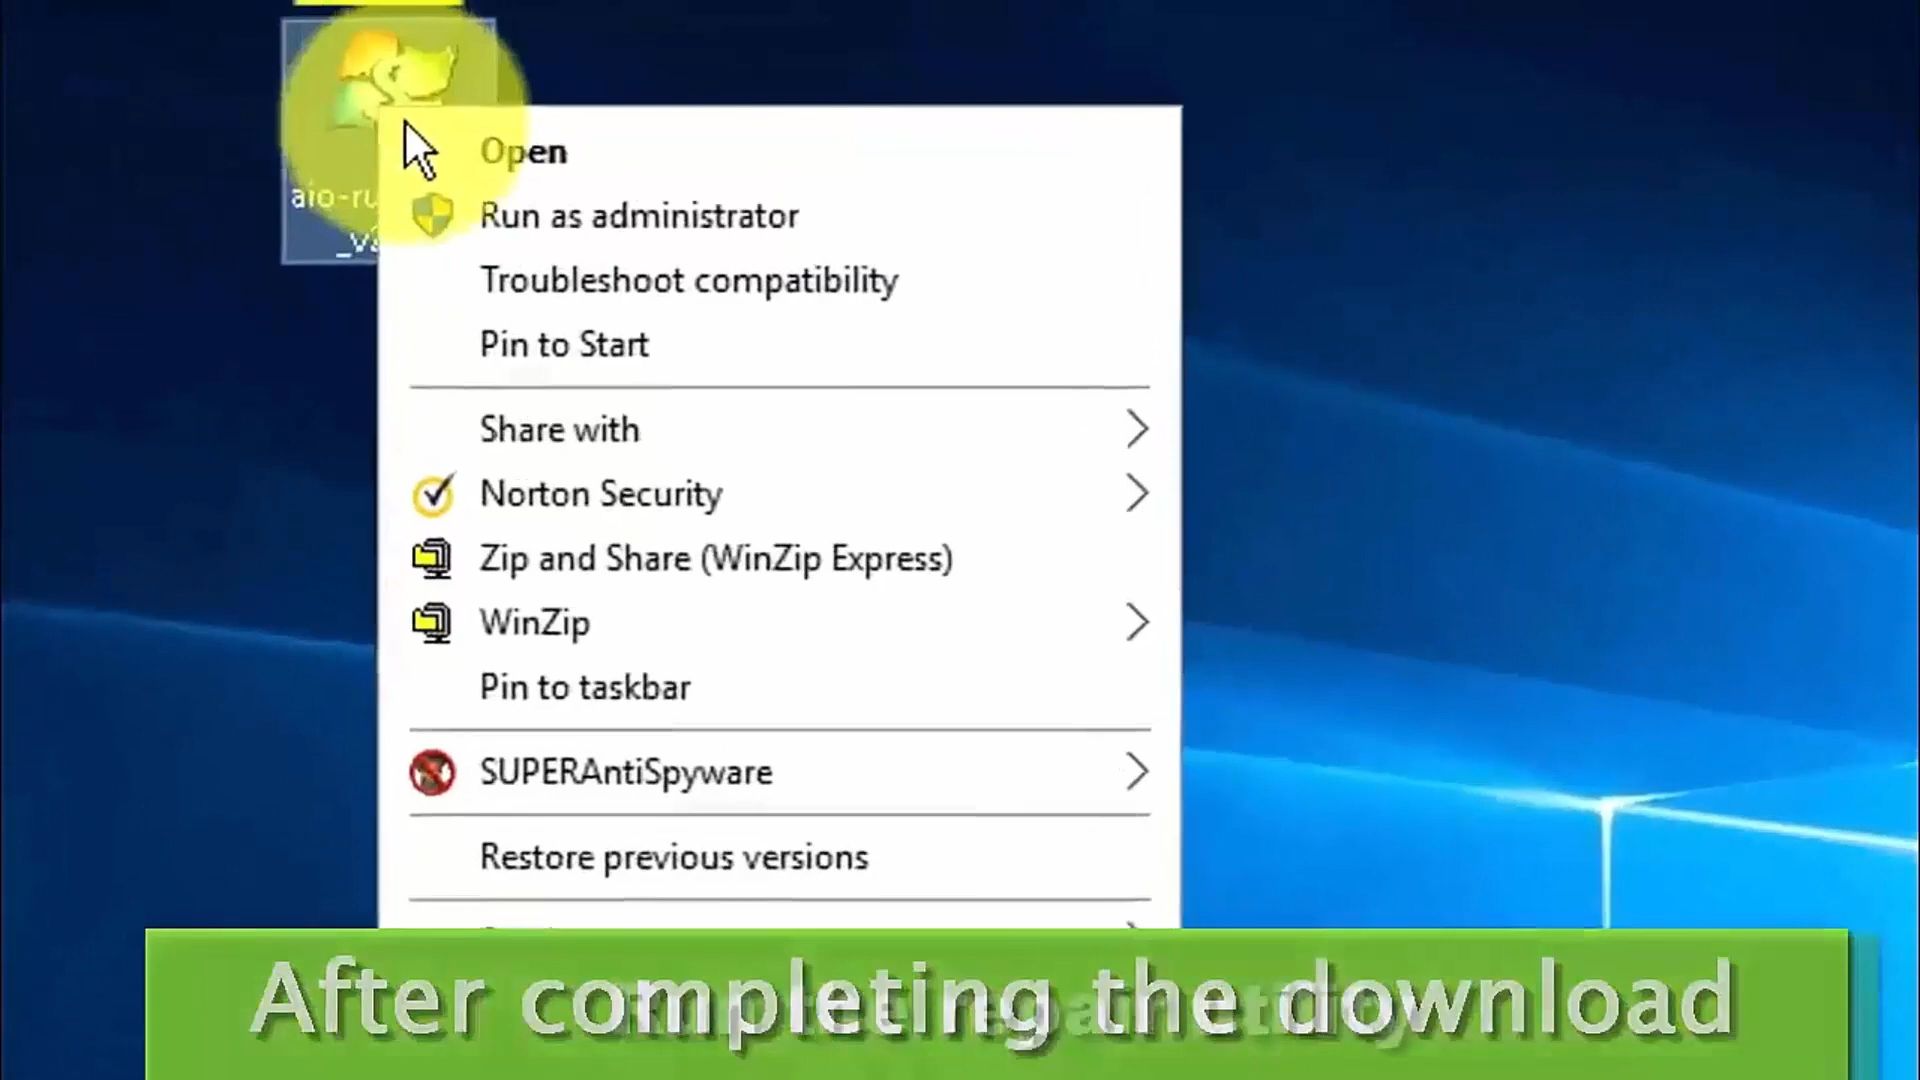 aio-ru
Open
Run as administrator
Troubleshoot compatibility
Pin to Start
Share with
Norton Security
Zip and Share (WinZip Express)
WinZip
Pin to taskbar
SUPERAntiSpyware
Restore previous versions
After completing the download